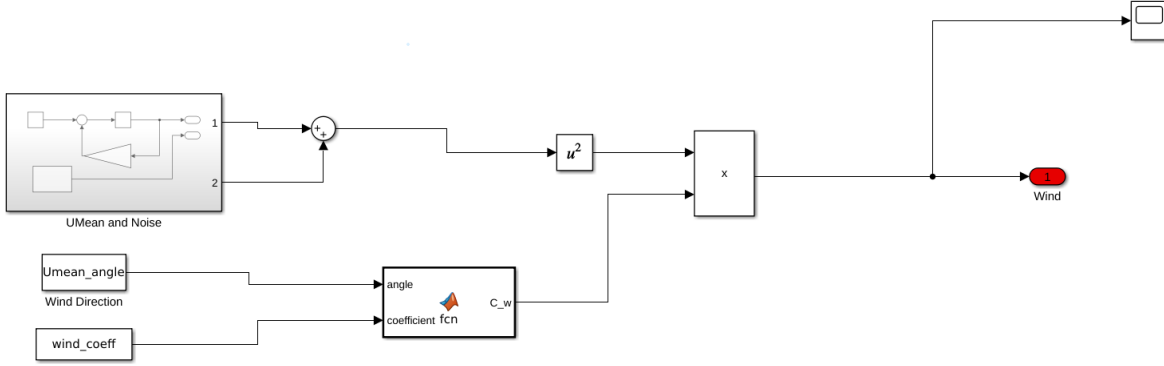 1
2
UMean and Noise
+
+
u²
x
1
Wind
Umean_angle
Wind Direction
wind_coeff
angle
coefficient
fcn
C_w